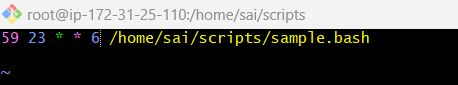 root@ip-172-31-25-110:/home/sai/scripts
59 23 * * 6 /home/sai/scripts/sample.bash
~